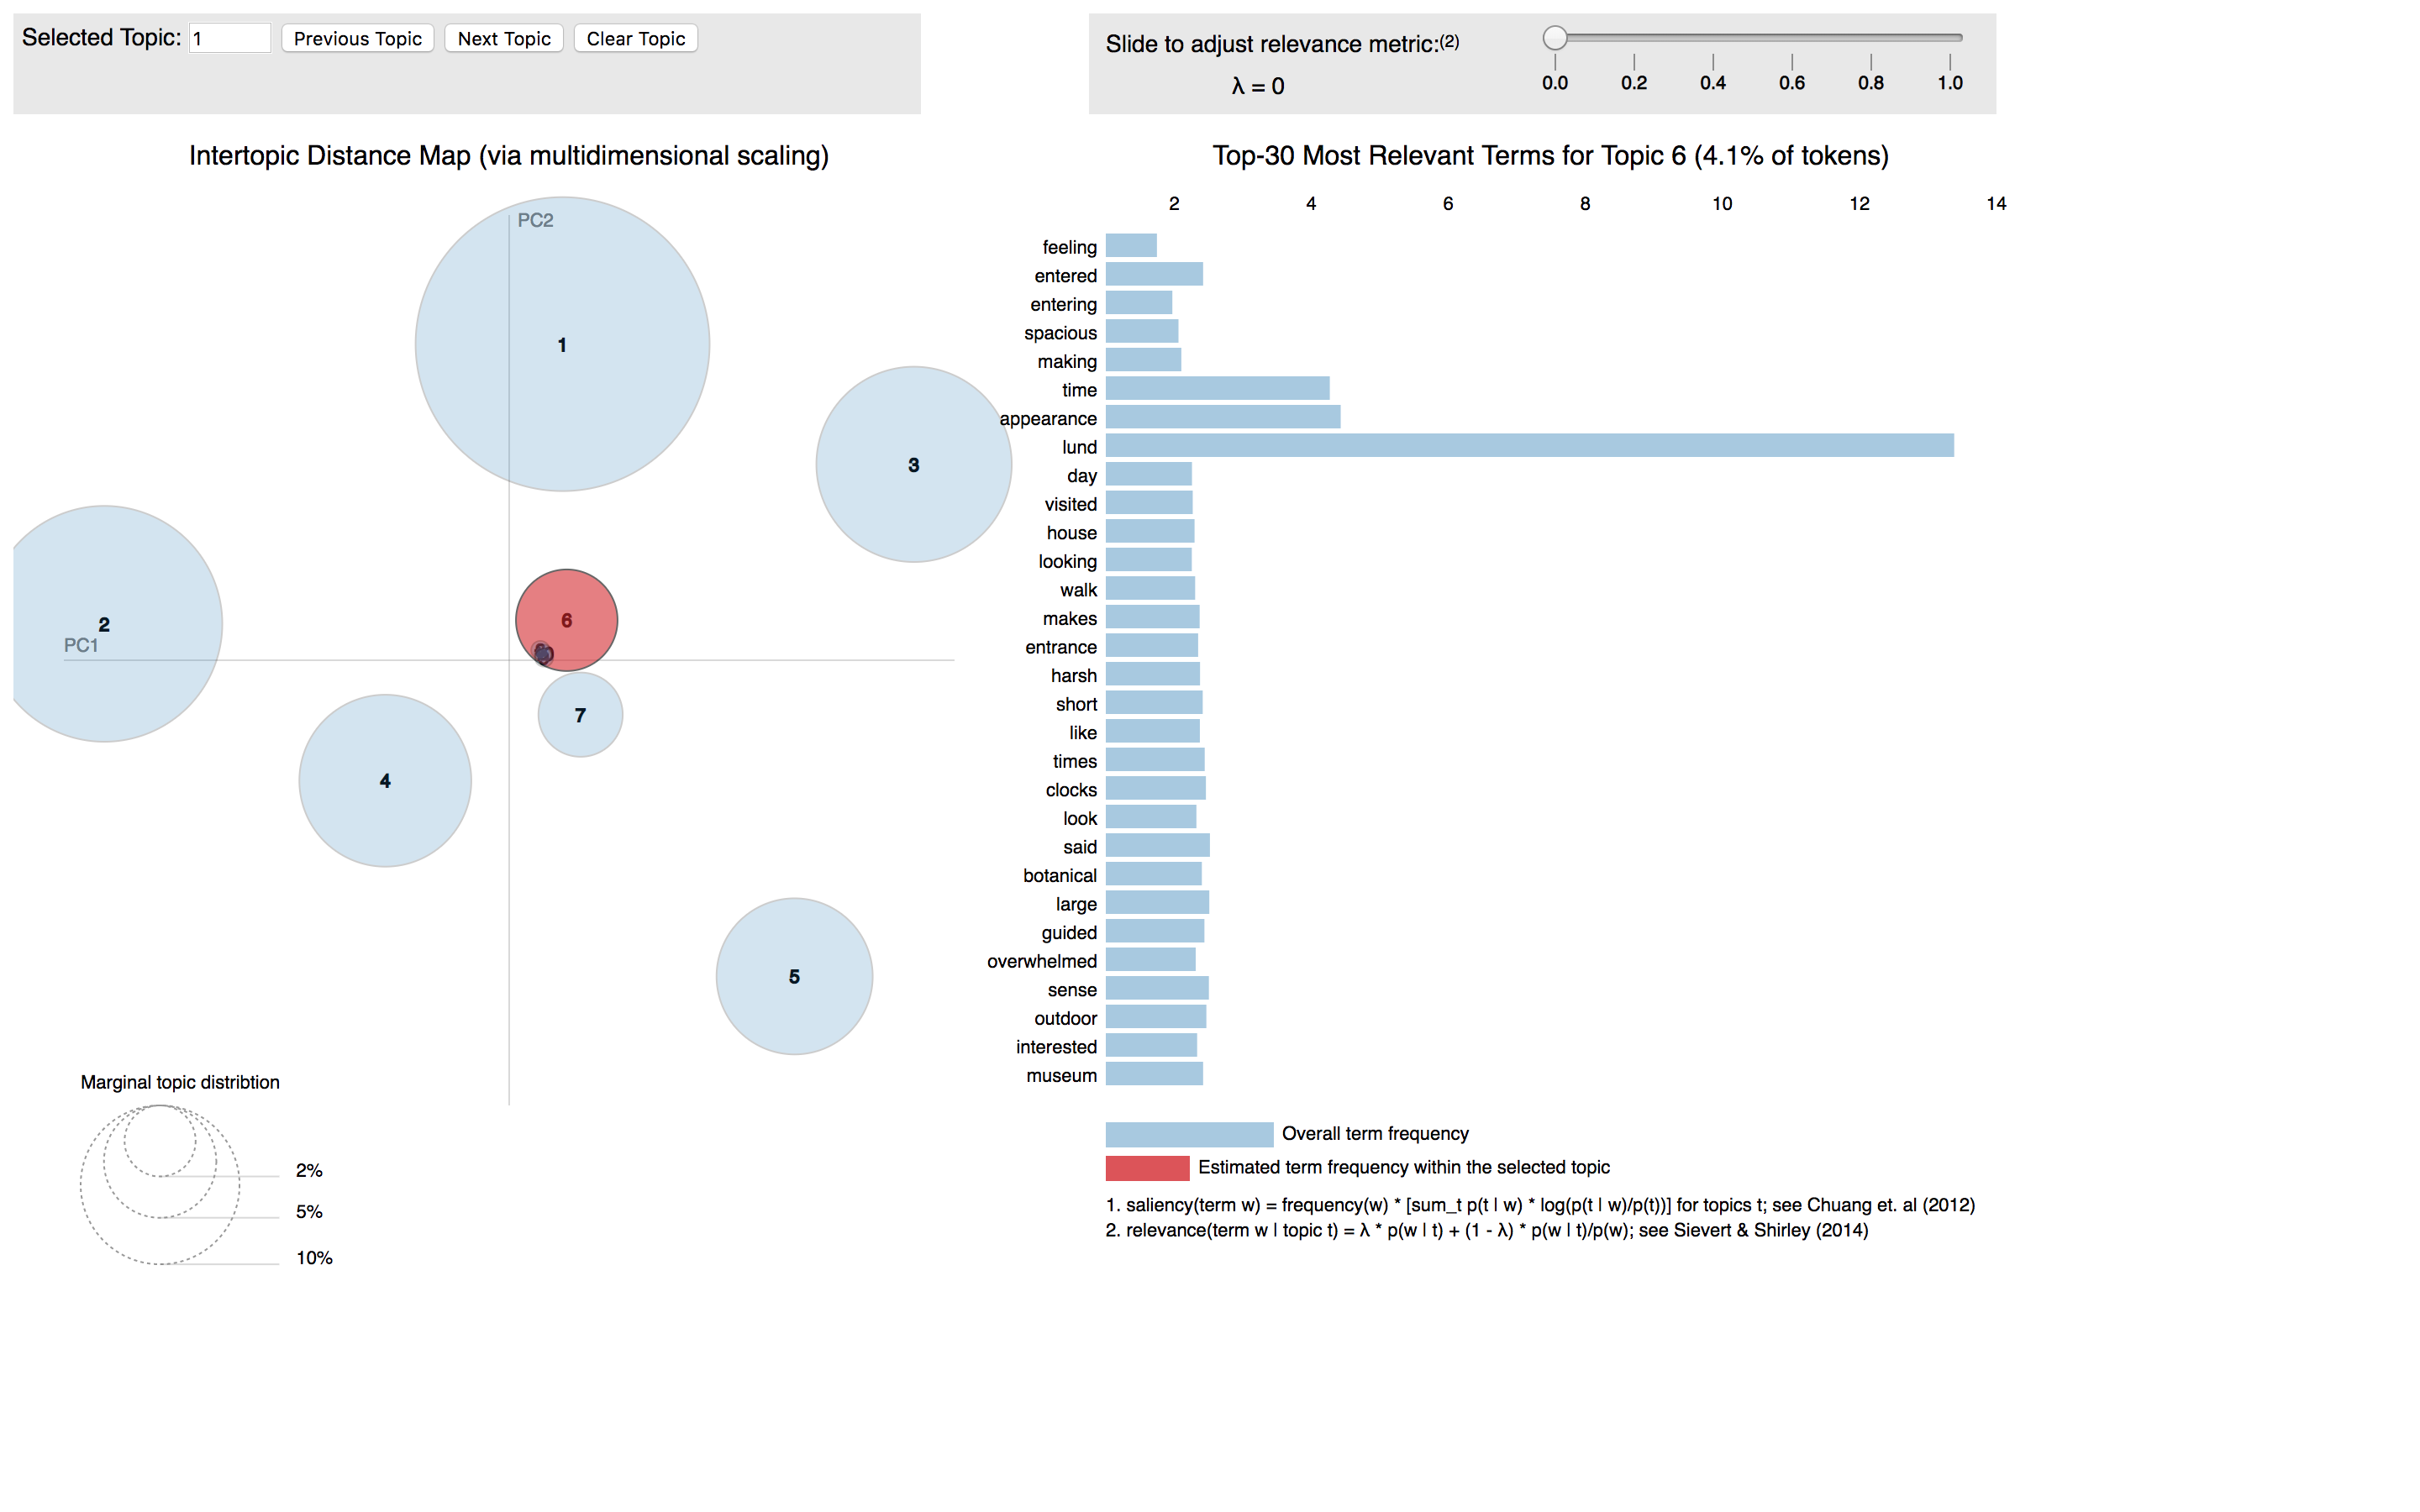 Selected Topic: 1 Previous Topic Next Topic Clear Topic
Slide to adjust relevance metric:(2)
λ = 0
0.0 0.2 0.4 0.6 0.8 1.0
Intertopic Distance Map (via multidimensional scaling)
PC2
1
3
2
PC1
6
7
4
5
Marginal topic distribtion
2%
5%
10%
Top-30 Most Relevant Terms for Topic 6 (4.1% of tokens)
2 4 6 8 10 12 14
feeling
entered
entering
spacious
making
time
appearance
lund
day
visited
house
looking
walk
makes
entrance
harsh
short
like
times
clocks
look
said
botanical
large
guided
overwhelmed
sense
outdoor
interested
museum
Overall term frequency
Estimated term frequency within the selected topic
1. saliency(term w) = frequency(w) * [sum_t p(t | w) * log(p(t | w)/p(t))] for topics t; see Chuang et. al (2012)
2. relevance(term w | topic t) = λ * p(w | t) + (1 - λ) * p(w | t)/p(w); see Sievert & Shirley (2014)